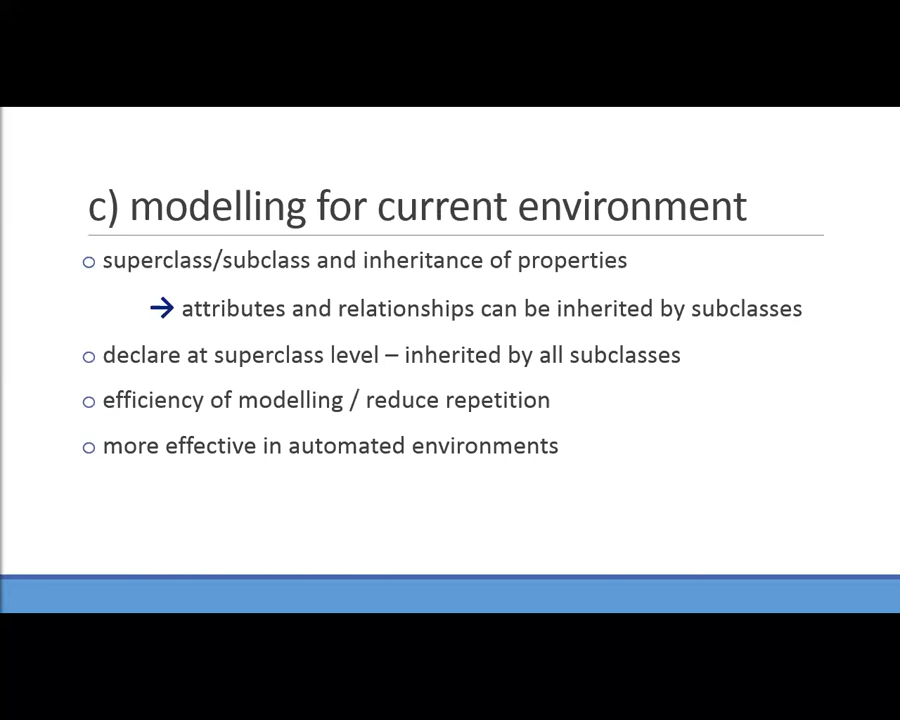 c) modelling for current environment
o superclass/subclass and inheritance of properties
→ attributes and relationships can be inherited by subclasses
o declare at superclass level – inherited by all subclasses
o efficiency of modelling / reduce repetition
o more effective in automated environments